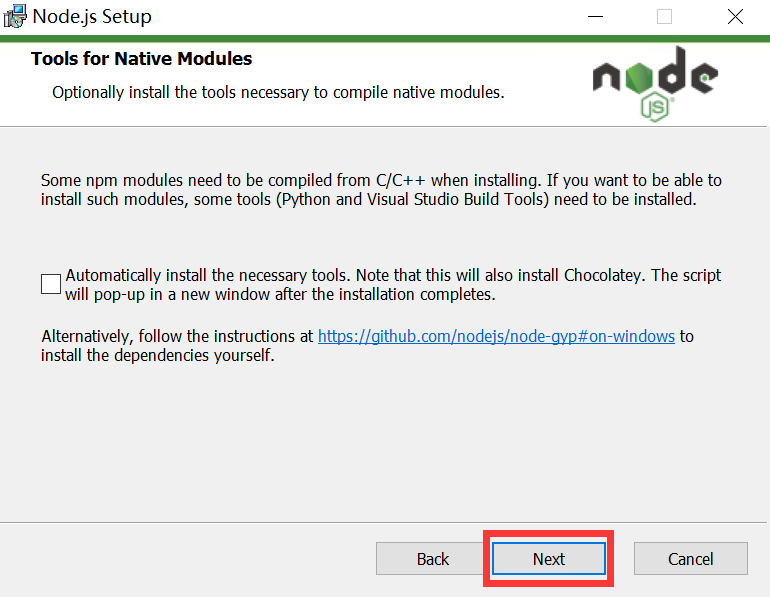 Node.js Setup
Tools for Native Modules
Optionally install the tools necessary to compile native modules.
node
JS
Some npm modules need to be compiled from C/C++ when installing. If you want to be able to
install such modules, some tools (Python and Visual Studio Build Tools) need to be installed.
Automatically install the necessary tools. Note that this will also install Chocolatey. The script
will pop-up in a new window after the installation completes.
Alternatively, follow the instructions at https://github.com/nodejs/node-gyp#on-windows to
install the dependencies yourself.
Back
Next
Cancel